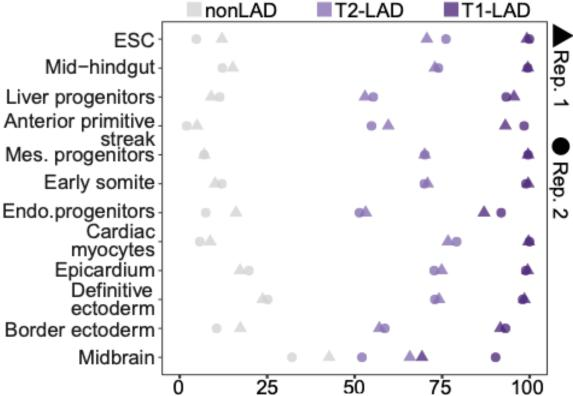 nonLAD T2-LAD T1-LAD
ESC
Mid−hindgut
Liver progenitors
Anterior primitive
streak
Mes. progenitors
Early somite
Endo.progenitors
Cardiac
myocytes
Epicardium
Definitive
ectoderm
Border ectoderm
Midbrain
0 25 50 75 100
Rep. 1
Rep. 2